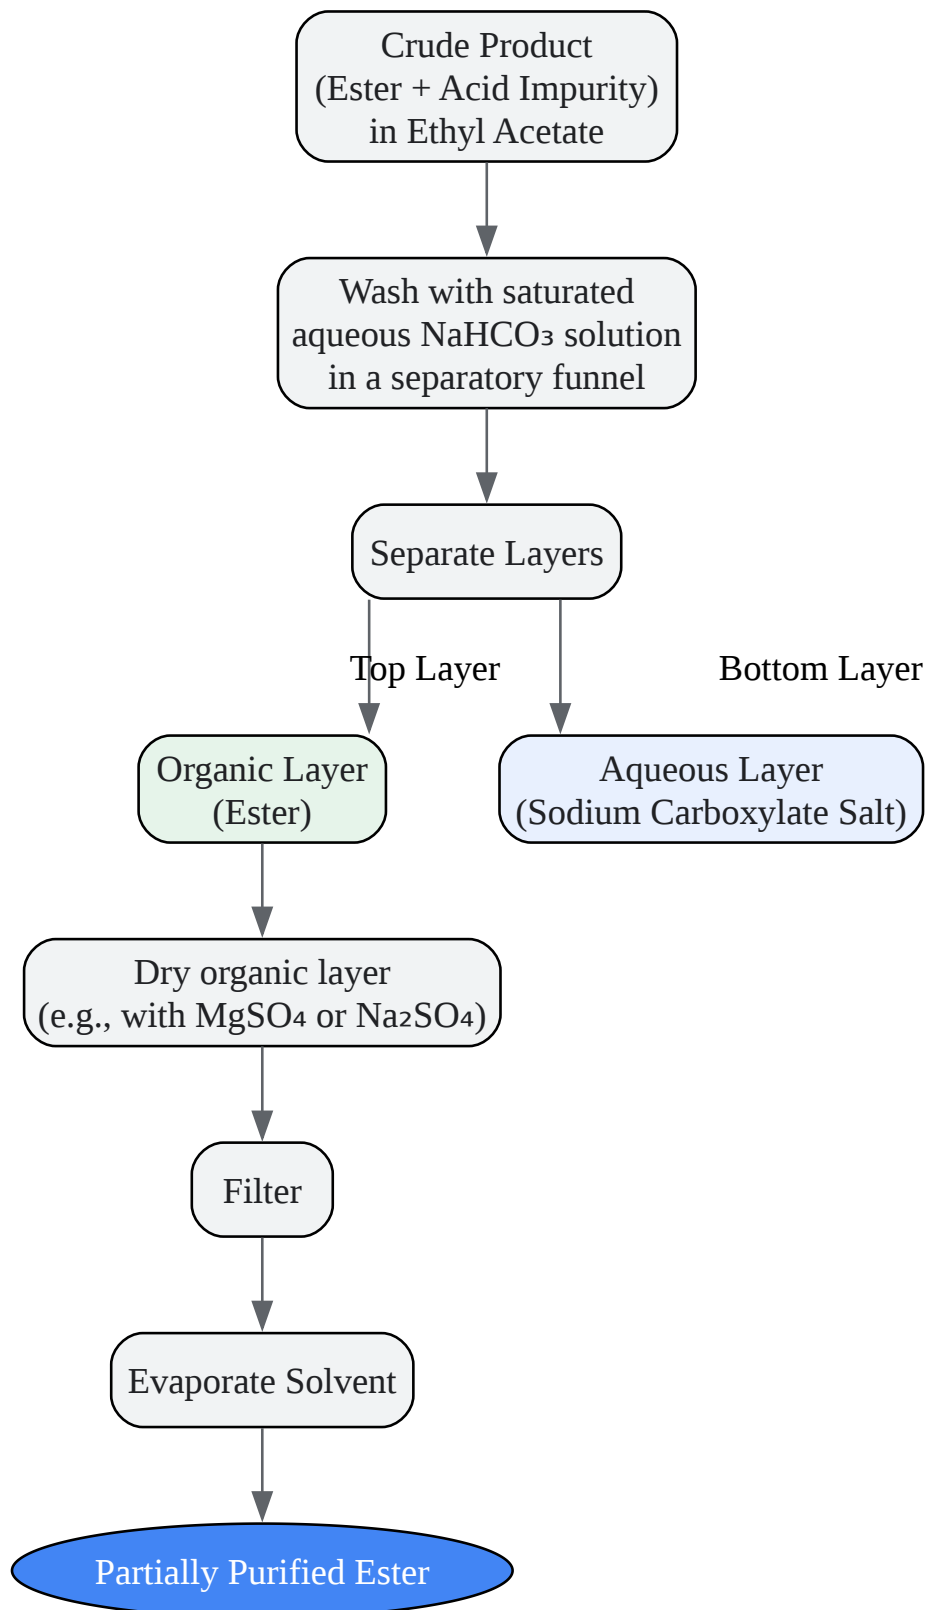 Crude Product
(Ester + Acid Impurity)
in Ethyl Acetate
Wash with saturated
aqueous NaHCO₃ solution
in a separatory funnel
Separate Layers
Top Layer
Bottom Layer
Organic Layer
(Ester)
Aqueous Layer
(Sodium Carboxylate Salt)
Dry organic layer
(e.g., with MgSO₄ or Na₂SO₄)
Filter
Evaporate Solvent
Partially Purified Ester